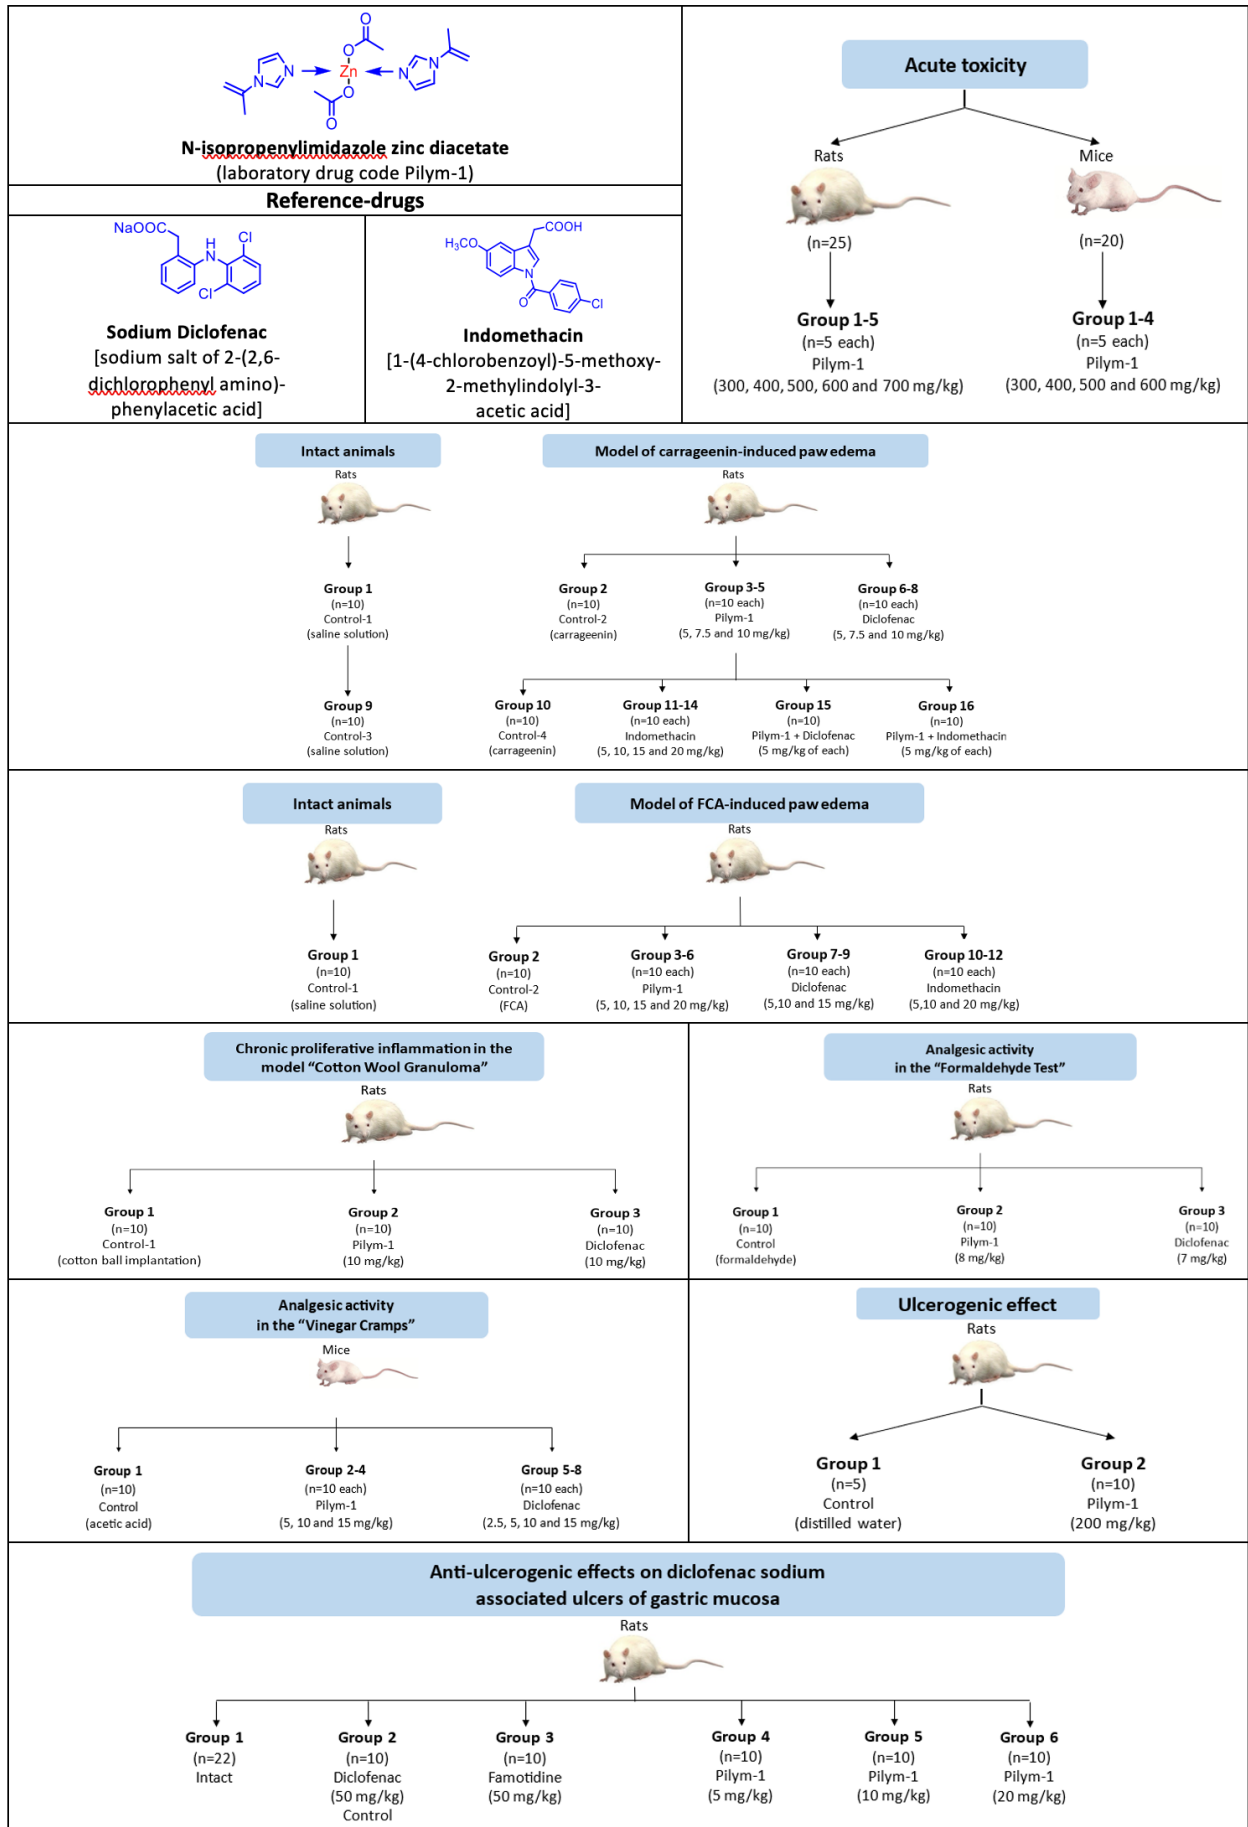 O
O
N
N
Zn
N
N
O
O
N-isopropenylimidazole zinc diacetate
(laboratory drug code Pilym-1)
Reference-drugs
NaOOC
H
N
Cl
Cl
Sodium Diclofenac
[sodium salt of 2-(2,6-
dichlorophenyl amino)-
phenylacetic acid]
COOH
H3CO
N
O
Cl
Indomethacin
[1-(4-chlorobenzoyl)-5-methoxy-
2-methylindolyl-3-
acetic acid]
Acute toxicity
Rats
(n=25)
Group 1-5
(n=5 each)
Pilym-1
(300, 400, 500, 600 and 700 mg/kg)
Mice
(n=20)
Group 1-4
(n=5 each)
Pilym-1
(300, 400, 500 and 600 mg/kg)
Intact animals
Rats
Group 1
(n=10)
Control-1
(saline solution)
Group 9
(n=10)
Control-3
(saline solution)
Model of carrageenin-induced paw edema
Rats
Group 2
(n=10)
Control-2
(carrageenin)
Group 3-5
(n=10 each)
Pilym-1
(5, 7.5 and 10 mg/kg)
Group 6-8
(n=10 each)
Diclofenac
(5, 7.5 and 10 mg/kg)
Group 10
(n=10)
Control-4
(carrageenin)
Group 11-14
(n=10 each)
Indomethacin
(5, 10, 15 and 20 mg/kg)
Group 15
(n=10)
Pilym-1 + Diclofenac
(5 mg/kg of each)
Group 16
(n=10)
Pilym-1 + Indomethacin
(5 mg/kg of each)
Intact animals
Rats
Group 1
(n=10)
Control-1
(saline solution)
Model of FCA-induced paw edema
Rats
Group 2
(n=10)
Control-2
(FCA)
Group 3-6
(n=10 each)
Pilym-1
(5, 10, 15 and 20 mg/kg)
Group 7-9
(n=10 each)
Diclofenac
(5,10 and 15 mg/kg)
Group 10-12
(n=10 each)
Indomethacin
(5,10 and 20 mg/kg)
Chronic proliferative inflammation in the
model “Cotton Wool Granuloma”
Rats
Group 1
(n=10)
Control-1
(cotton ball implantation)
Group 2
(n=10)
Pilym-1
(10 mg/kg)
Group 3
(n=10)
Diclofenac
(10 mg/kg)
Analgesic activity
in the “Formaldehyde Test”
Rats
Group 1
(n=10)
Control
(formaldehyde)
Group 2
(n=10)
Pilym-1
(8 mg/kg)
Group 3
(n=10)
Diclofenac
(7 mg/kg)
Analgesic activity
in the “Vinegar Cramps”
Mice
Group 1
(n=10)
Control
(acetic acid)
Group 2-4
(n=10 each)
Pilym-1
(5, 10 and 15 mg/kg)
Group 5-8
(n=10 each)
Diclofenac
(2.5, 5, 10 and 15 mg/kg)
Ulcerogenic effect
Rats
Group 1
(n=5)
Control
(distilled water)
Group 2
(n=10)
Pilym-1
(200 mg/kg)
Anti-ulcerogenic effects on diclofenac sodium
associated ulcers of gastric mucosa
Rats
Group 1
(n=22)
Intact
Group 2
(n=10)
Diclofenac
(50 mg/kg)
Control
Group 3
(n=10)
Famotidine
(50 mg/kg)
Group 4
(n=10)
Pilym-1
(5 mg/kg)
Group 5
(n=10)
Pilym-1
(10 mg/kg)
Group 6
(n=10)
Pilym-1
(20 mg/kg)